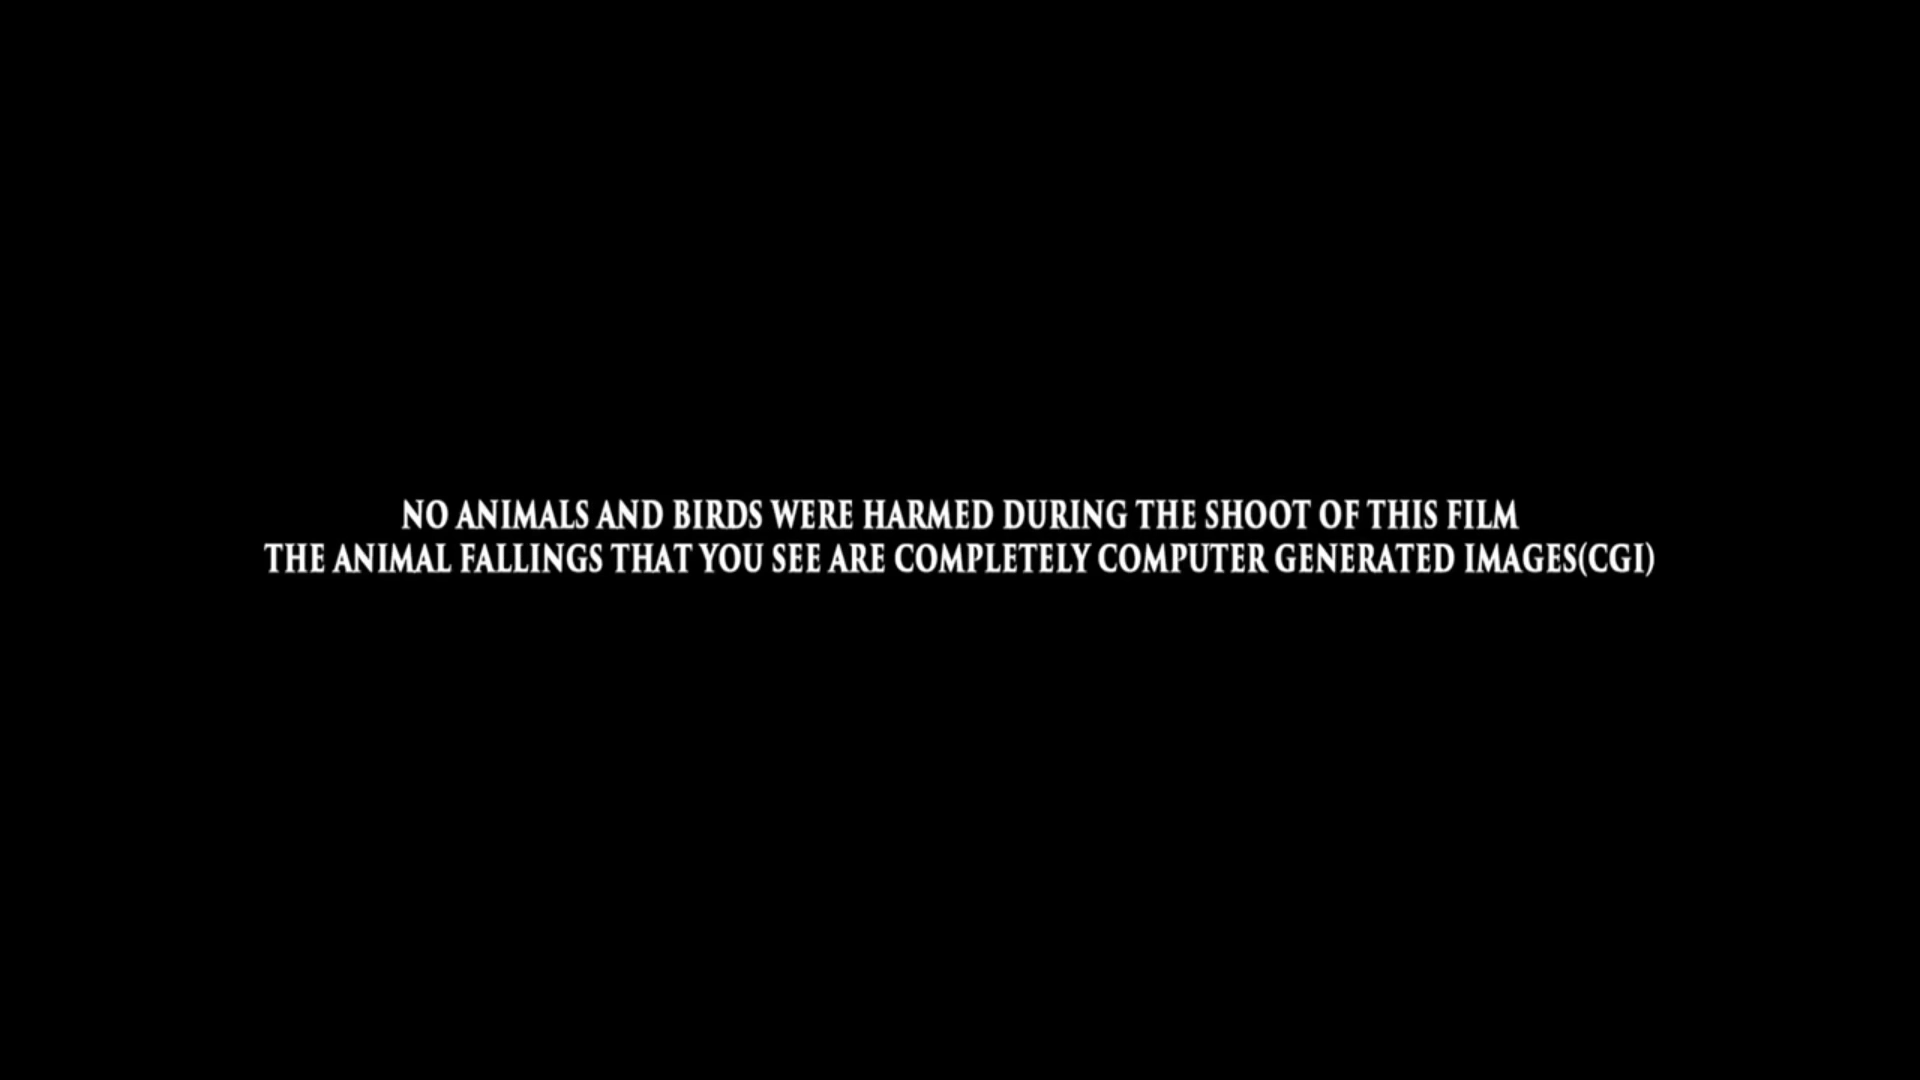 NO ANIMALS AND BIRDS WERE HARMED DURING THE SHOOT OF THIS FILM
THE ANIMAL FALLINGS THAT YOU SEE ARE COMPLETELY COMPUTER GENERATED IMAGES(CGI)